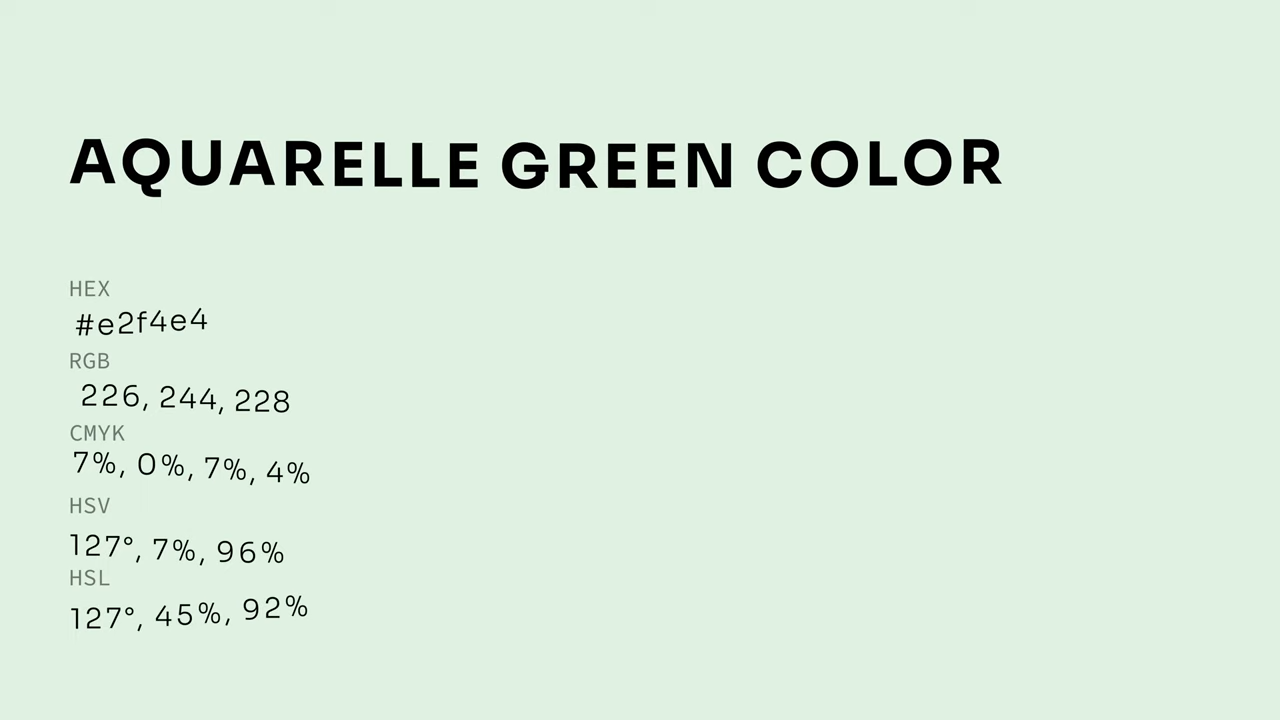 AQUARELLE GREEN COLOR
HEX
#e2f4e4
RGB
226, 244, 228
CMYK
7%, 0%, 7%, 4%
HSV
127°, 7%, 96%
HSL
127°, 45%, 92%